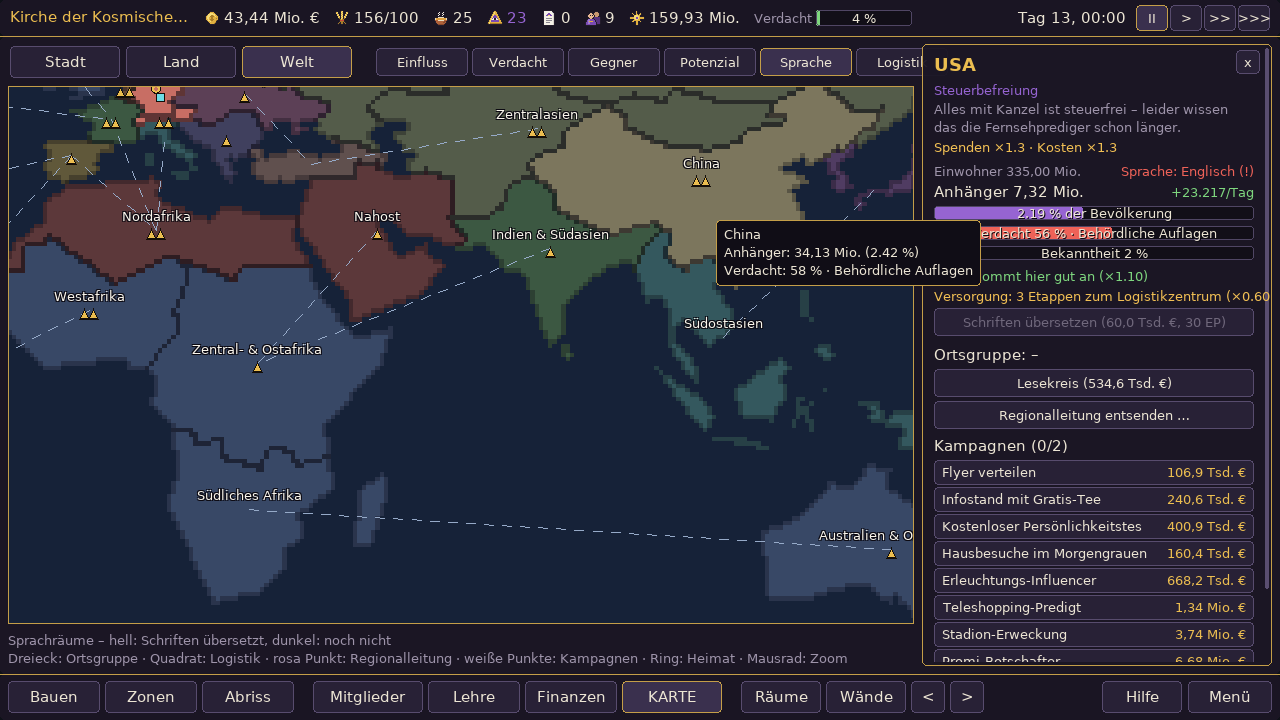 Kirche der Kosmische... 43,44 Mio. € 156/100 25 23 0 9 159,93 Mio. Verdacht 4 % Tag 13, 00:00 || > >> >>>
Stadt Land Welt Einfluss Verdacht Gegner Potenzial Sprache Logistik
USA x
Steuerbefreiung
Alles mit Kanzel ist steuerfrei – leider wissen
das die Fernsehprediger schon länger.
Spenden ×1.3 · Kosten ×1.3
Einwohner 335,00 Mio. Sprache: Englisch (!)
Anhänger 7,32 Mio. +23.217/Tag
2.19 % der Bevölkerung
erdacht 56 % · Behördliche Auflagen
Bekanntheit 2 %
ommt hier gut an (×1.10)
Versorgung: 3 Etappen zum Logistikzentrum (×0.60
Schriften übersetzen (60,0 Tsd. €, 30 EP)
Ortsgruppe: –
Lesekreis (534,6 Tsd. €)
Regionalleitung entsenden ...
Kampagnen (0/2)
Flyer verteilen 106,9 Tsd. €
Infostand mit Gratis-Tee 240,6 Tsd. €
Kostenloser Persönlichkeitstes 400,9 Tsd. €
Hausbesuche im Morgengrauen 160,4 Tsd. €
Erleuchtungs-Influencer 668,2 Tsd. €
Teleshopping-Predigt 1,34 Mio. €
Stadion-Erweckung 3,74 Mio. €
Promi-Botschafter 6,68 Mio. €
Zentralasien
China
Nordafrika
Nahost
Indien & Südasien
China
Anhänger: 34,13 Mio. (2.42 %)
Verdacht: 58 % · Behördliche Auflagen
Westafrika
Südostasien
Zentral- & Ostafrika
Südliches Afrika
Australien & O
Sprachräume – hell: Schriften übersetzt, dunkel: noch nicht
Dreieck: Ortsgruppe · Quadrat: Logistik · rosa Punkt: Regionalleitung · weiße Punkte: Kampagnen · Ring: Heimat · Mausrad: Zoom
Bauen Zonen Abriss Mitglieder Lehre Finanzen KARTE Räume Wände < > Hilfe Menü